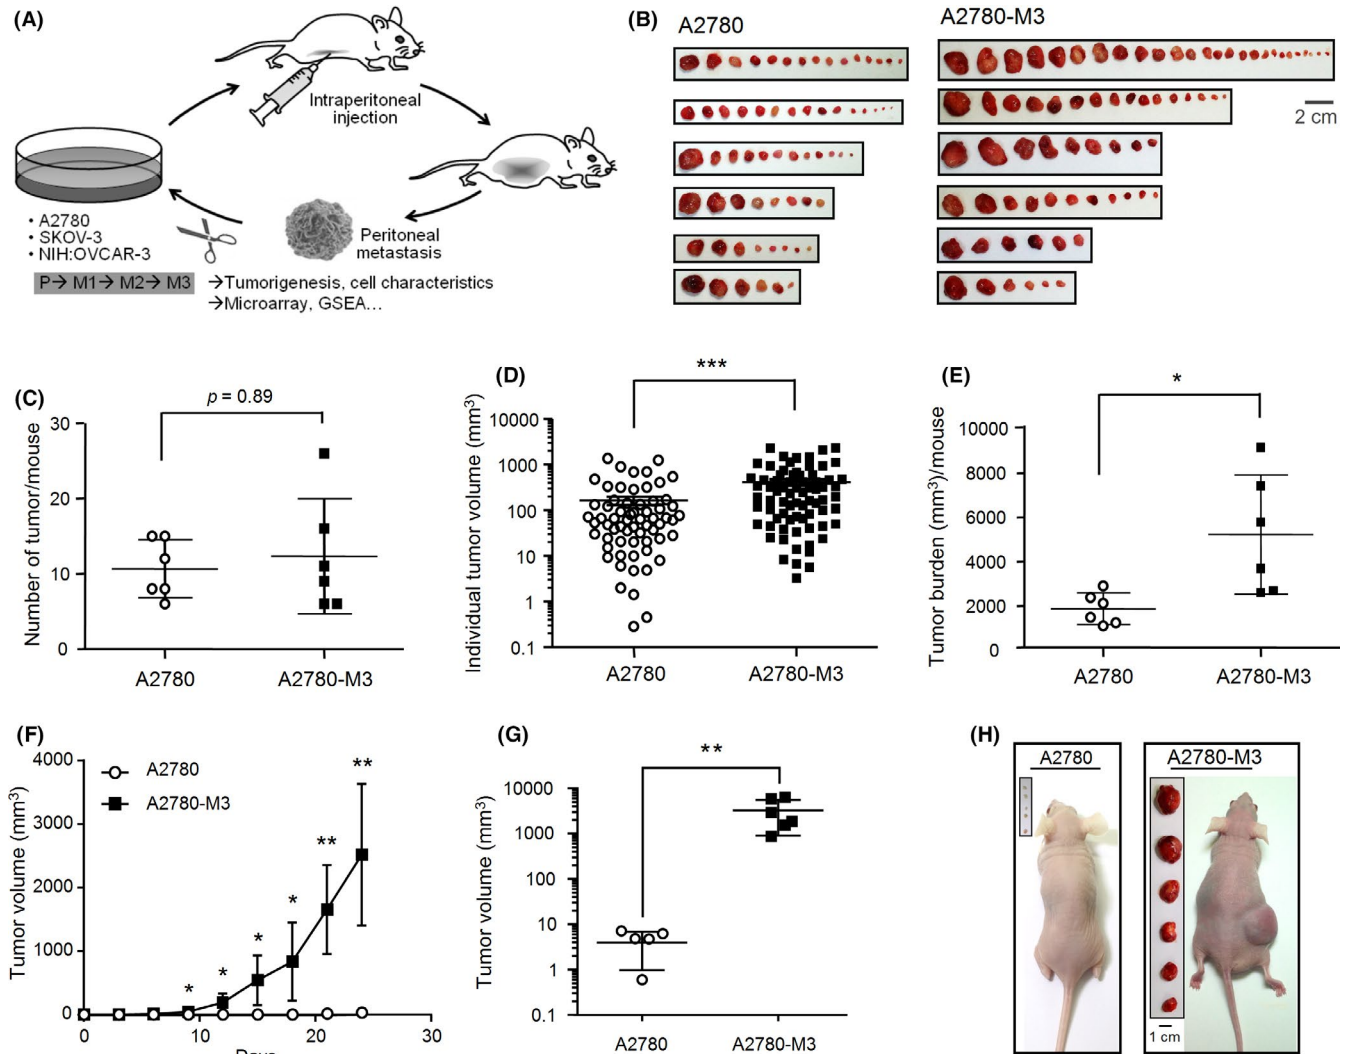 (A)
Intraperitoneal
injection
• A2780
• SKOV-3
• NIH:OVCAR-3
Peritoneal
metastasis
P→ M1→ M2→ M3
→Tumorigenesis, cell characteristics
→Microarray, GSEA...
(B)
A2780
A2780-M3
2 cm
(C)
p = 0.89
Number of tumor/mouse
30
20
10
0
A2780
A2780-M3
(D)
***
Individual tumor volume (mm³)
10000
1000
100
10
1
0.1
A2780
A2780-M3
(E)
*
Tumor burden (mm³)/mouse
10000
8000
6000
4000
2000
0
A2780
A2780-M3
(F)
A2780
A2780-M3
Tumor volume (mm³)
4000
3000
2000
1000
0
* * * * ** **
0 10 20 30
(G)
**
Tumor volume (mm³)
10000
1000
100
10
1
0.1
A2780
A2780-M3
(H)
A2780
A2780-M3
1 cm